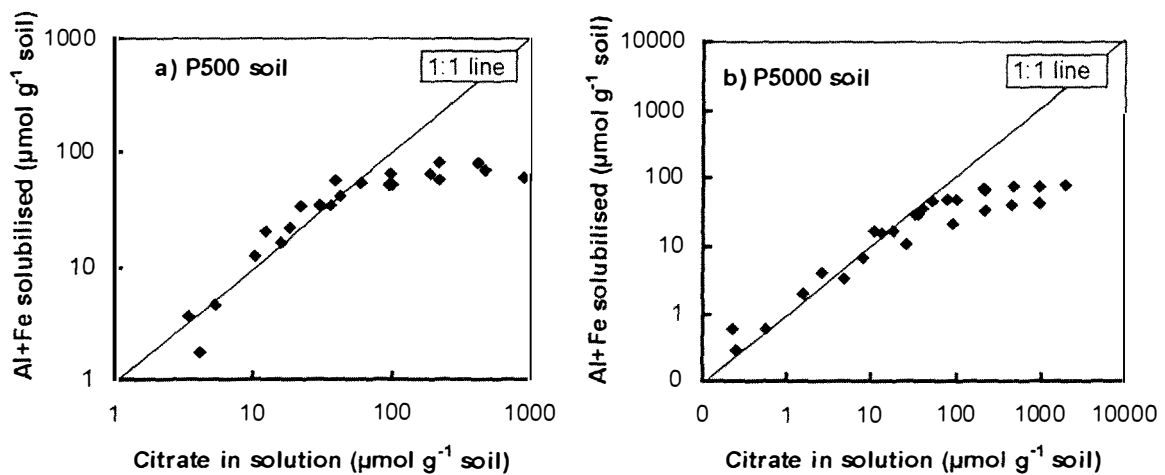 1000
100
10
1
Al+Fe solubilised (µmol g⁻¹ soil)
a) P500 soil
1:1 line
1 10 100 1000
Citrate in solution (µmol g⁻¹ soil)
10000
1000
100
10
1
0
Al+Fe solubilised (µmol g⁻¹ soil)
b) P5000 soil
1:1 line
0 1 10 100 1000 10000
Citrate in solution (µmol g⁻¹ soil)